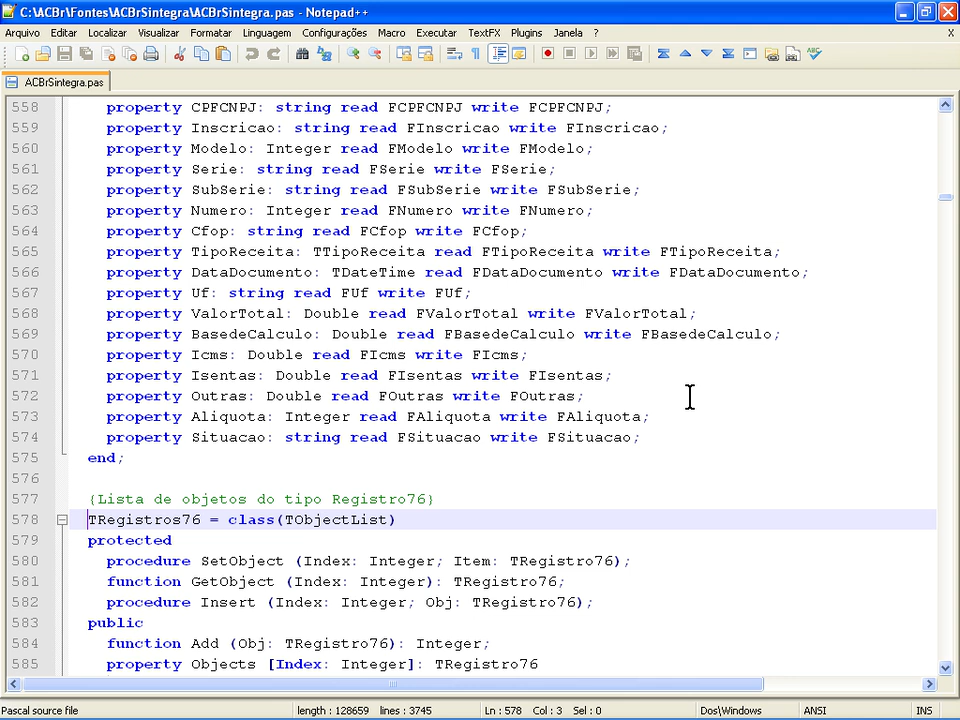 C:\ACBr\Fontes\ACBrSintegra\ACBrSintegra.pas - Notepad++
Arquivo Editar Localizar Visualizar Formatar Linguagem Configurações Macro Executar TextFX Plugins Janela ? X
ACBrSintegra.pas
558 property CPFCNPJ: string read FCPFCNPJ write FCPFCNPJ;
559 property Inscricao: string read FInscricao write FInscricao;
560 property Modelo: Integer read FModelo write FModelo;
561 property Serie: string read FSerie write FSerie;
562 property SubSerie: string read FSubSerie write FSubSerie;
563 property Numero: Integer read FNumero write FNumero;
564 property Cfop: string read FCfop write FCfop;
565 property TipoReceita: TTipoReceita read FTipoReceita write FTipoReceita;
566 property DataDocumento: TDateTime read FDataDocumento write FDataDocumento;
567 property Uf: string read FUf write FUf;
568 property ValorTotal: Double read FValorTotal write FValorTotal;
569 property BasedeCalculo: Double read FBasedeCalculo write FBasedeCalculo;
570 property Icms: Double read FIcms write FIcms;
571 property Isentas: Double read FIsentas write FIsentas;
572 property Outras: Double read FOutras write FOutras;
573 property Aliquota: Integer read FAliquota write FAliquota;
574 property Situacao: string read FSituacao write FSituacao;
575 end;
576
577 {Lista de objetos do tipo Registro76}
578 TRegistros76 = class(TObjectList)
579 protected
580 procedure SetObject (Index: Integer; Item: TRegistro76);
581 function GetObject (Index: Integer): TRegistro76;
582 procedure Insert (Index: Integer; Obj: TRegistro76);
583 public
584 function Add (Obj: TRegistro76): Integer;
585 property Objects [Index: Integer]: TRegistro76
Pascal source file length : 128659 lines : 3745 Ln : 578 Col : 3 Sel : 0 Dos\Windows ANSI INS